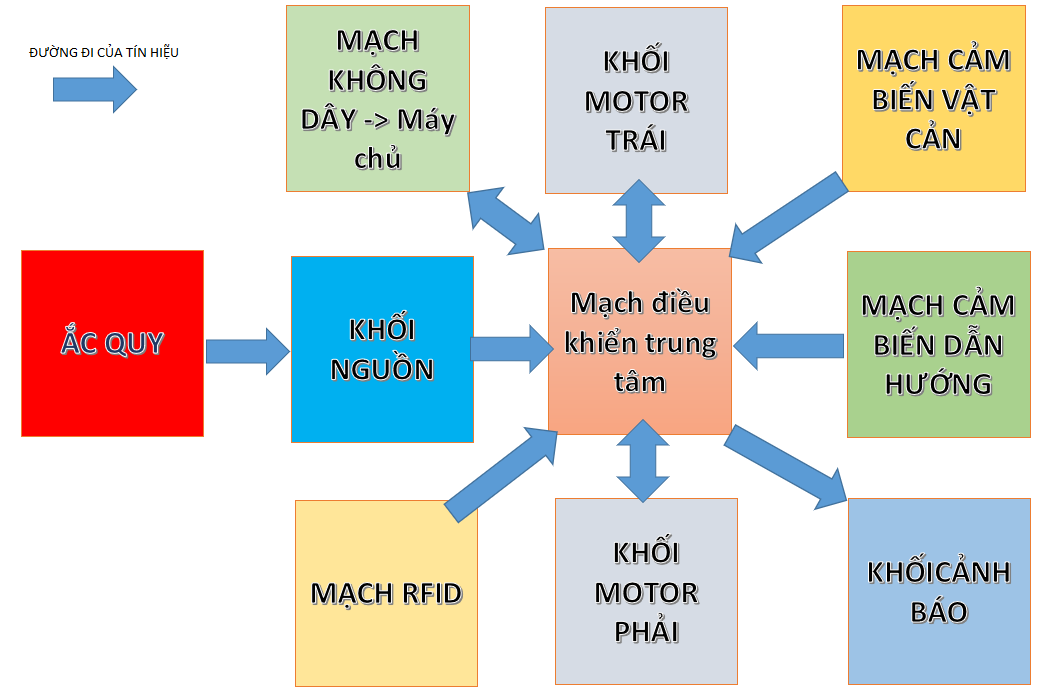 ĐƯỜNG ĐI CỦA TÍN HIỆU
MẠCH
KHÔNG
DÂY -> Máy
chủ
KHỐI
MOTOR
TRÁI
MẠCH CẢM
BIẾN VẬT
CẢN
ẮC QUY
KHỐI
NGUỒN
Mạch điều
khiển trung
tâm
MẠCH CẢM
BIẾN DẪN
HƯỚNG
MẠCH RFID
KHỐI
MOTOR
PHẢI
KHỐICẢNH
BÁO